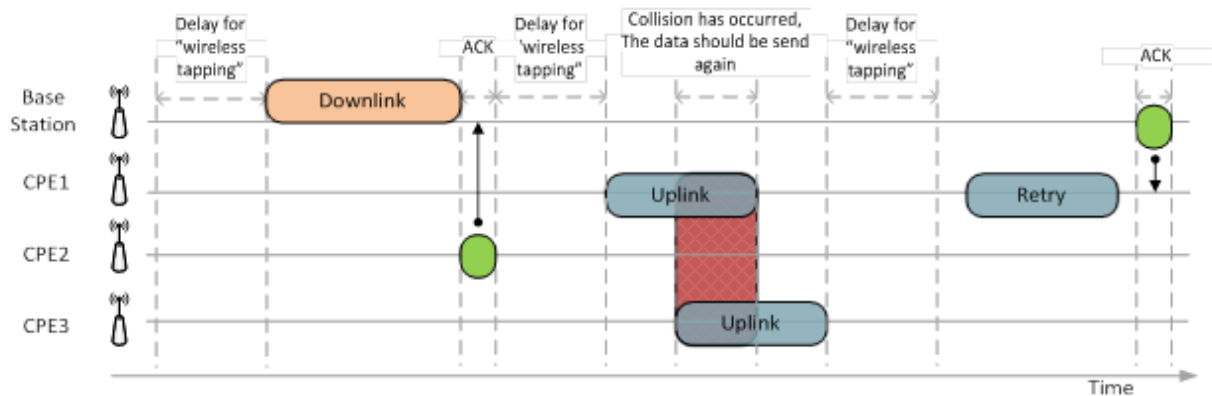 Delay for
"wireless
tapping"
ACK
Delay for
'wireless
tapping"
Collision has occurred,
The data should be send
again
Delay for
"wireless
tapping"
ACK
Base
Station
Downlink
CPE1
Uplink
Retry
CPE2
CPE3
Uplink
Time